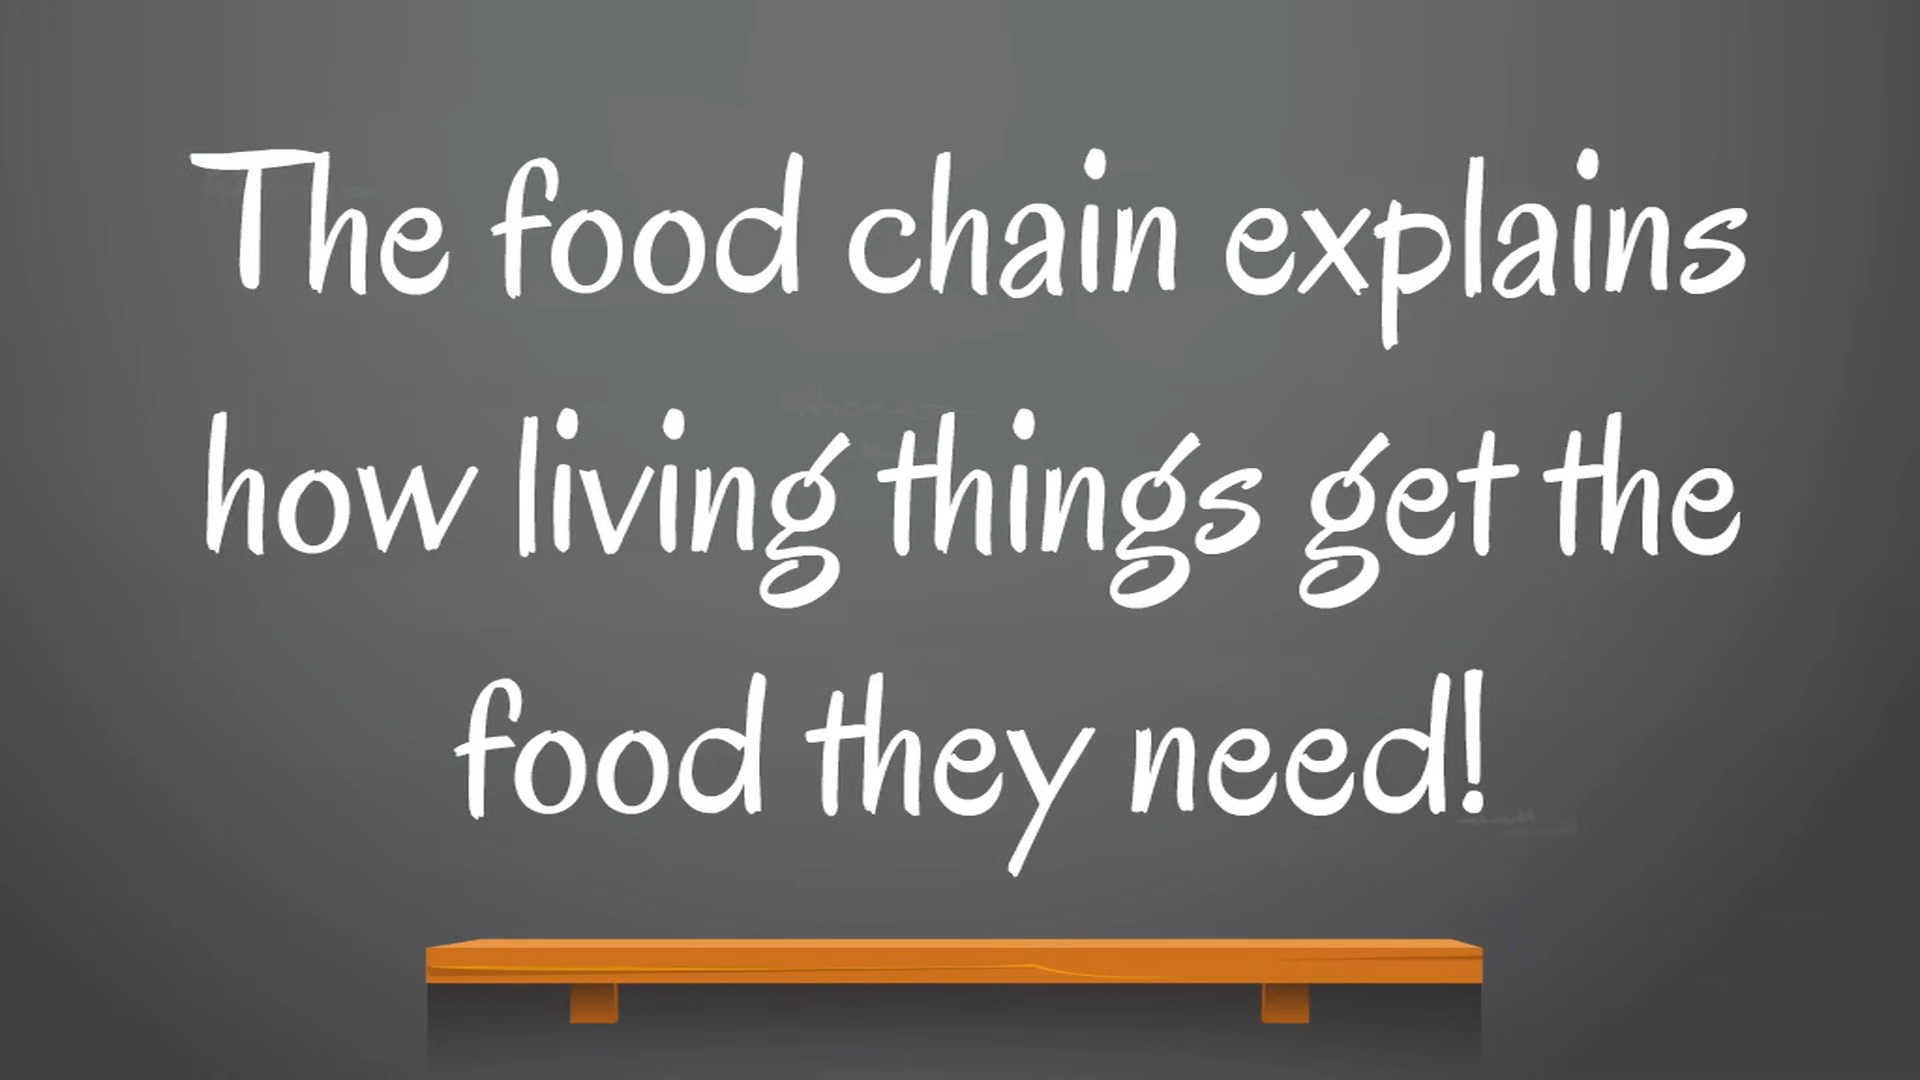 The food chain explains
how living things get the
food they need!